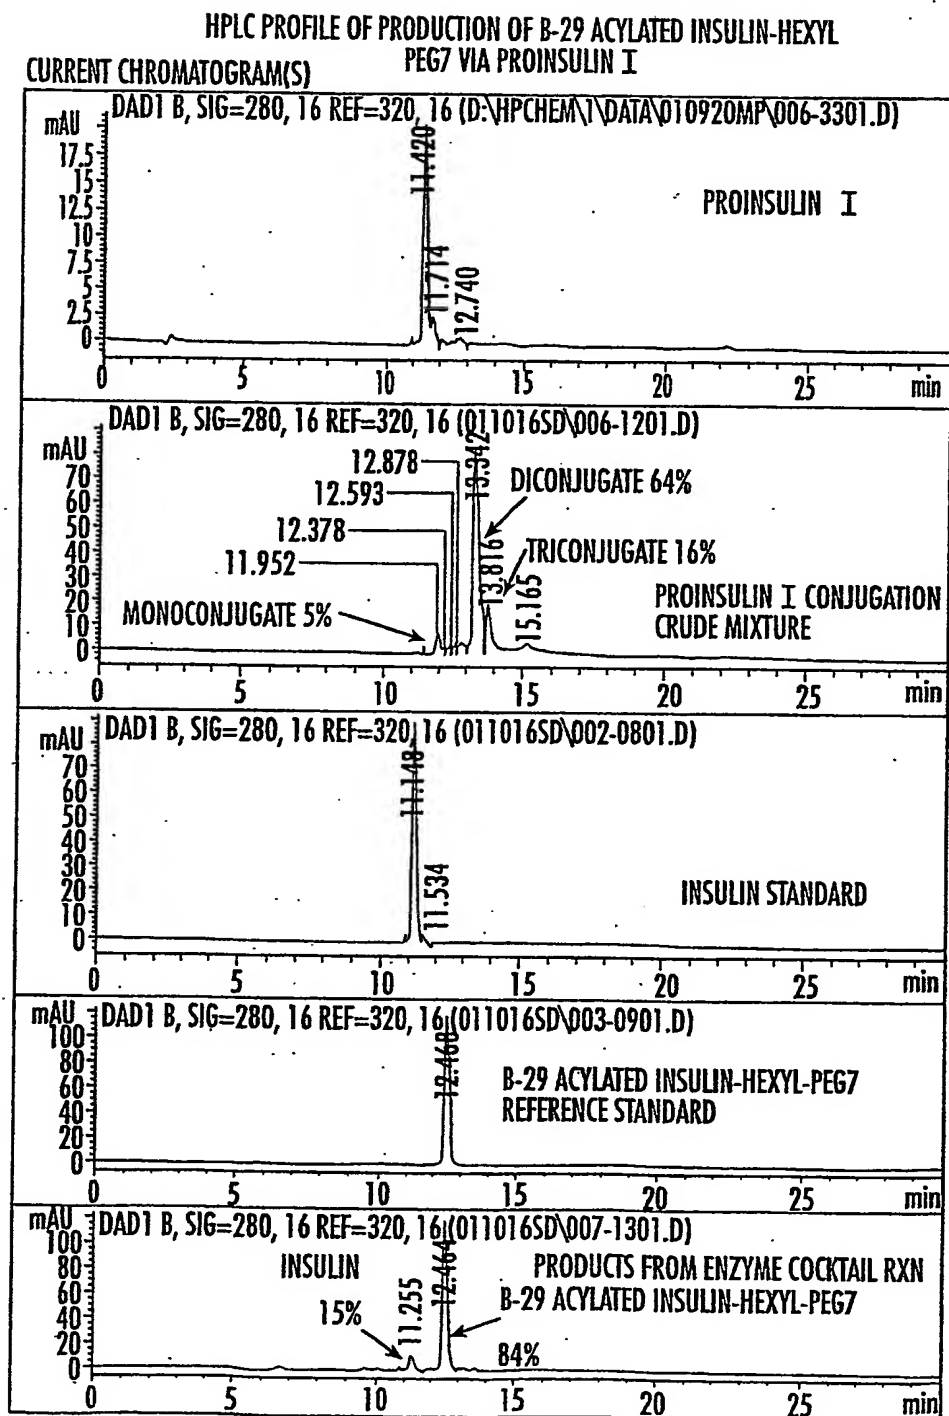 HPLC PROFILE OF PRODUCTION OF B-29 ACYLATED INSULIN-HEXYL
PEG7 VIA PROINSULIN I
CURRENT CHROMATOGRAM(S)
DAD1 B, SIG=280, 16 REF=320, 16 (D:\HPCHEM\1\DATA\010920MP\006-3301.D)
mAU
17.5
15
12.5
10
7.5
5
2.5
0
11.420
11.714
12.740
PROINSULIN I
0 5 10 15 20 25 min
DAD1 B, SIG=280, 16 REF=320, 16 (011016SD\006-1201.D)
mAU
70
60
50
40
30
20
10
0
12.878
12.593
12.378
11.952
MONOCONJUGATE 5%
13.342
DICONJUGATE 64%
13.816
TRICONJUGATE 16%
15.165
PROINSULIN I CONJUGATION
CRUDE MIXTURE
0 5 10 15 20 25 min
DAD1 B, SIG=280, 16 REF=320, 16 (011016SD\002-0801.D)
mAU
70
60
50
40
30
20
10
0
11.148
11.534
INSULIN STANDARD
0 5 10 15 20 25 min
DAD1 B, SIG=280, 16 REF=320, 16 (011016SD\003-0901.D)
mAU
100
80
60
40
20
0
12.460
B-29 ACYLATED INSULIN-HEXYL-PEG7
REFERENCE STANDARD
0 5 10 15 20 25 min
DAD1 B, SIG=280, 16 REF=320, 16 (011016SD\007-1301.D)
mAU
100
80
60
40
20
0
INSULIN
15%
11.255
12.464
PRODUCTS FROM ENZYME COCKTAIL RXN
B-29 ACYLATED INSULIN-HEXYL-PEG7
84%
0 5 10 15 20 25 min